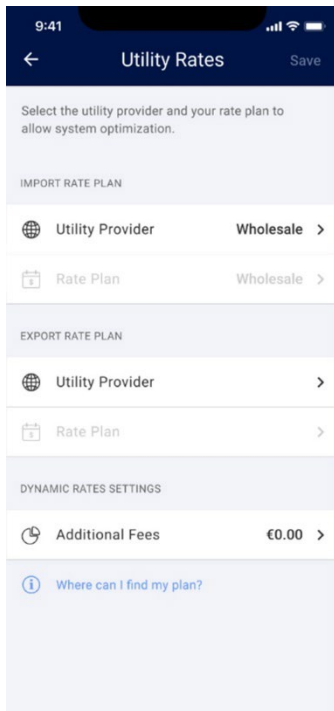 9:41
Utility Rates
Save
Select the utility provider and your rate plan to
allow system optimization.
IMPORT RATE PLAN
Utility Provider
Wholesale
$
Rate Plan
Wholesale
EXPORT RATE PLAN
Utility Provider
$
Rate Plan
DYNAMIC RATES SETTINGS
Additional Fees
€0.00
i
Where can I find my plan?